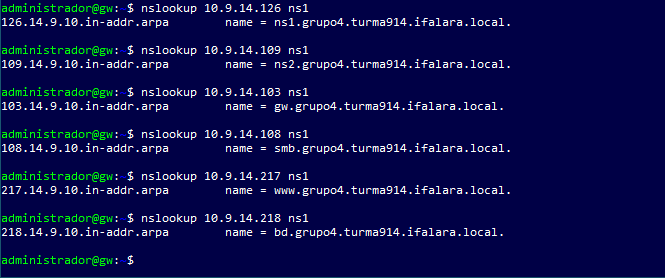 administrador@gw:~$ nslookup 10.9.14.126 ns1
126.14.9.10.in-addr.arpa name = ns1.grupo4.turma914.ifalara.local.
administrador@gw:~$ nslookup 10.9.14.109 ns1
109.14.9.10.in-addr.arpa name = ns2.grupo4.turma914.ifalara.local.
administrador@gw:~$ nslookup 10.9.14.103 ns1
103.14.9.10.in-addr.arpa name = gw.grupo4.turma914.ifalara.local.
administrador@gw:~$ nslookup 10.9.14.108 ns1
108.14.9.10.in-addr.arpa name = smb.grupo4.turma914.ifalara.local.
administrador@gw:~$ nslookup 10.9.14.217 ns1
217.14.9.10.in-addr.arpa name = www.grupo4.turma914.ifalara.local.
administrador@gw:~$ nslookup 10.9.14.218 ns1
218.14.9.10.in-addr.arpa name = bd.grupo4.turma914.ifalara.local.
administrador@gw:~$